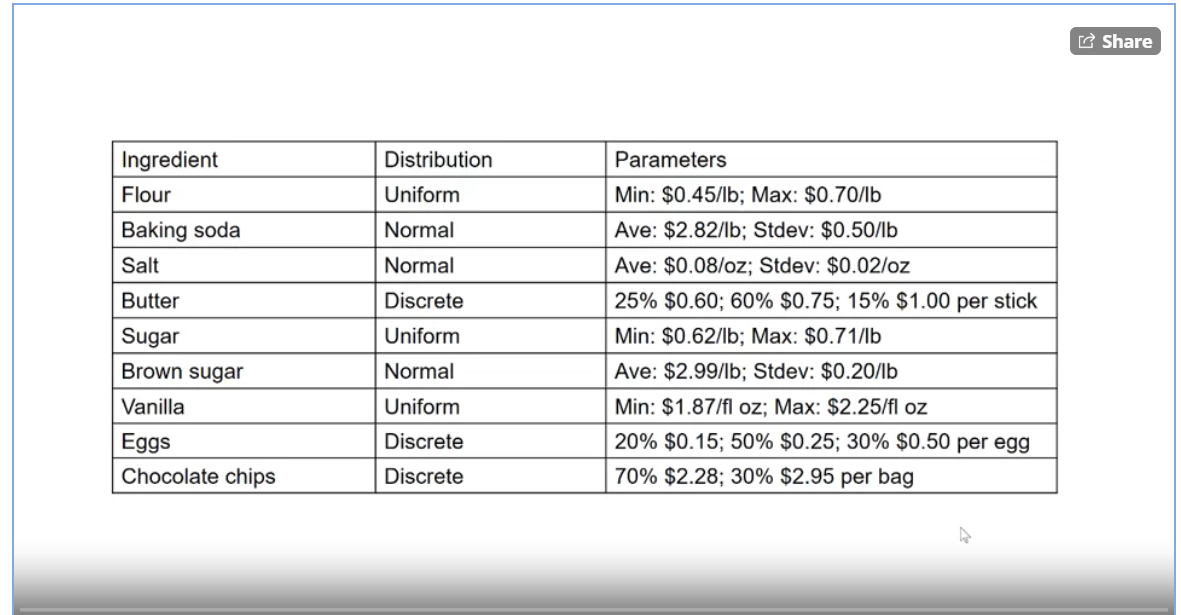 Share
Ingredient Distribution Parameters
Flour Uniform Min: $0.45/lb; Max: $0.70/lb
Baking soda Normal Ave: $2.82/lb; Stdev: $0.50/lb
Salt Normal Ave: $0.08/oz; Stdev: $0.02/oz
Butter Discrete 25% $0.60; 60% $0.75; 15% $1.00 per stick
Sugar Uniform Min: $0.62/lb; Max: $0.71/lb
Brown sugar Normal Ave: $2.99/lb; Stdev: $0.20/lb
Vanilla Uniform Min: $1.87/fl oz; Max: $2.25/fl oz
Eggs Discrete 20% $0.15; 50% $0.25; 30% $0.50 per egg
Chocolate chips Discrete 70% $2.28; 30% $2.95 per bag